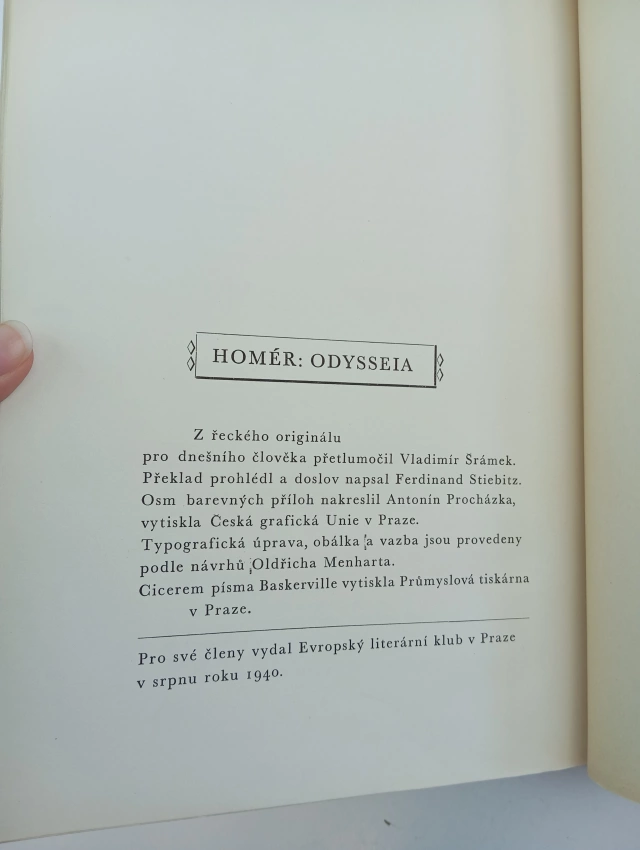 HOMÉR: ODYSSEIA
Z řeckého originálu
pro dnešního člověka přetlumočil Vladimír Šrámek.
Překlad prohlédl a doslov napsal Ferdinand Stiebitz.
Osm barevných příloh nakreslil Antonín Procházka,
vytiskla Česká grafická Unie v Praze.
Typografická úprava, obálka a vazba jsou provedeny
podle návrhů Oldřicha Menharta.
Cicerem písma Baskerville vytiskla Průmyslová tiskárna
v Praze.
Pro své členy vydal Evropský literární klub v Praze
v srpnu roku 1940.